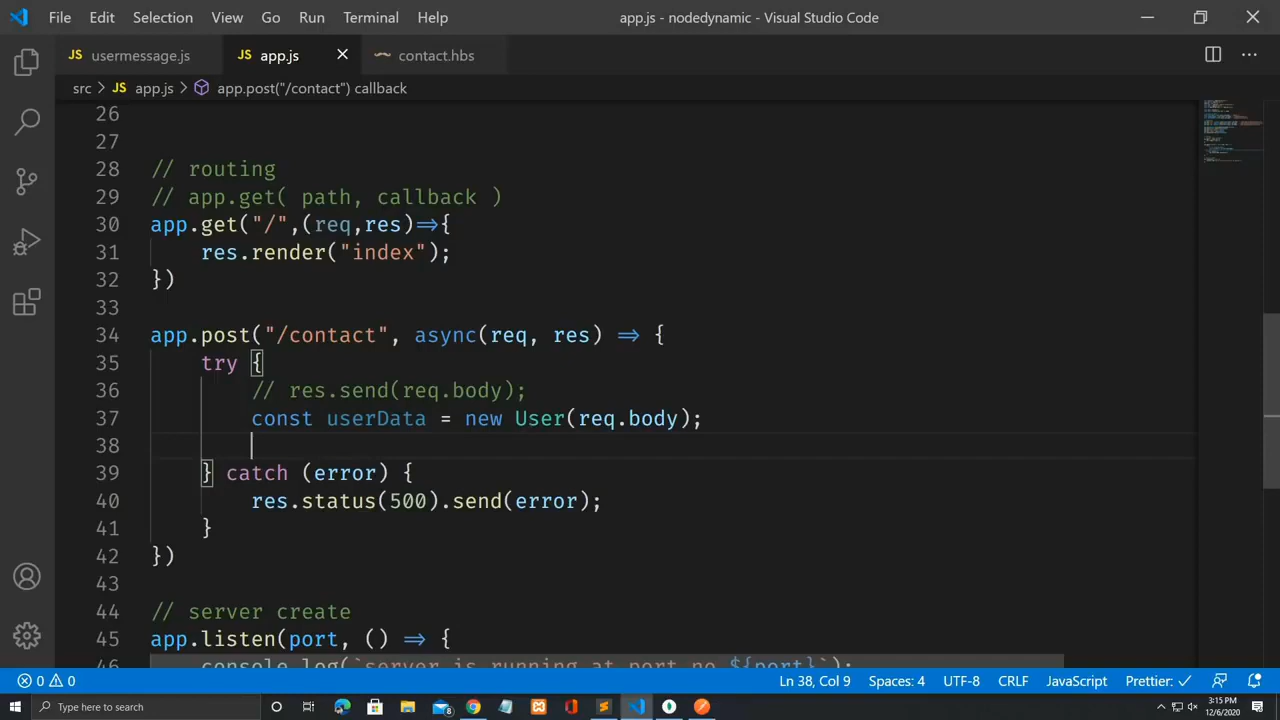 File Edit Selection View Go Run Terminal Help app.js - nodedynamic - Visual Studio Code
JS usermessage.js JS app.js contact.hbs
src > JS app.js > app.post("/contact") callback
26
27
28 // routing
29 // app.get( path, callback )
30 app.get("/",(req,res)=>{
31 res.render("index");
32 })
33
34 app.post("/contact", async(req, res) => {
35 try {
36 // res.send(req.body);
37 const userData = new User(req.body);
38
39 } catch (error) {
40 res.status(500).send(error);
41 }
42 })
43
44 // server create
45 app.listen(port, () => {
46 console.log(`server is running at port no ${port}`);
0 0 Ln 38, Col 9 Spaces: 4 UTF-8 CRLF JavaScript Prettier: ✓
Type here to search 8 3:15 PM
12/6/2020